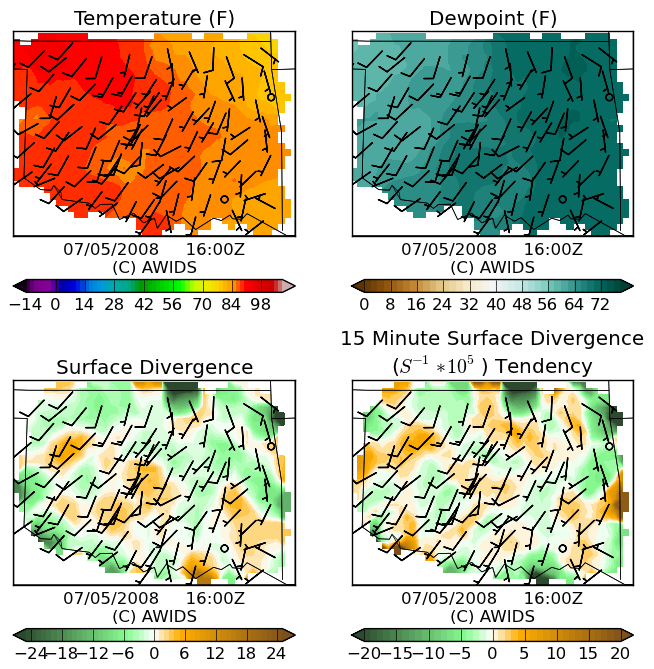 Temperature (F)
Dewpoint (F)
07/05/2008 16:00Z
(C) AWIDS
−14 0 14 28 42 56 70 84 98
07/05/2008 16:00Z
(C) AWIDS
0 8 16 24 32 40 48 56 64 72
Surface Divergence
15 Minute Surface Divergence
(S⁻¹ *10⁵ ) Tendency
07/05/2008 16:00Z
(C) AWIDS
−24 −18 −12 −6 0 6 12 18 24
07/05/2008 16:00Z
(C) AWIDS
−20 −15 −10 −5 0 5 10 15 20